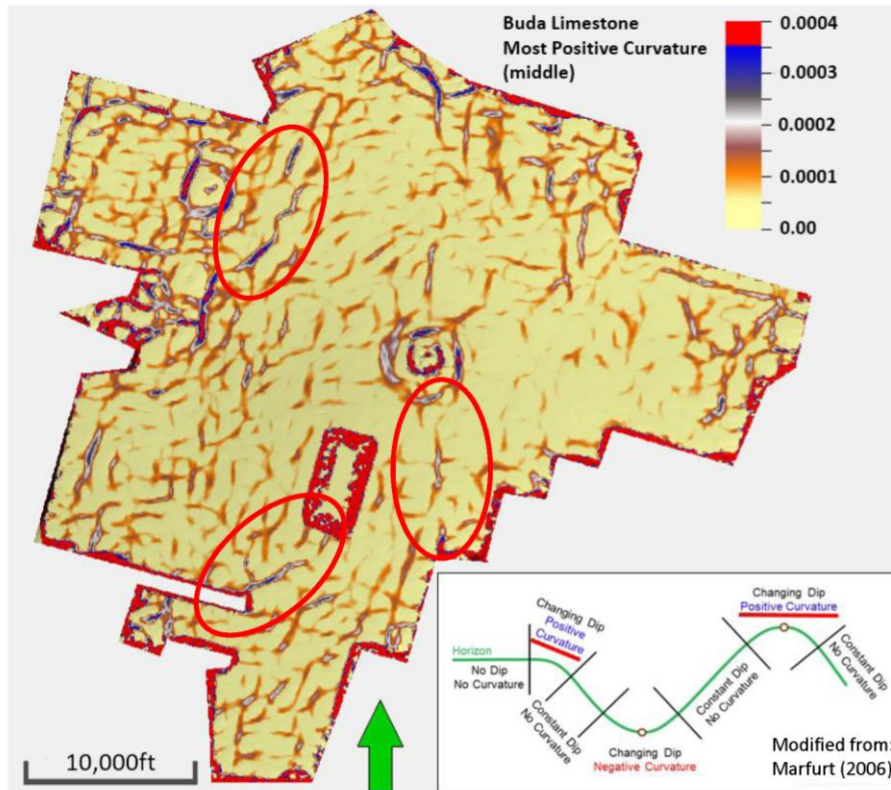 Buda Limestone
Most Positive Curvature
(middle)
0.0004
0.0003
0.0002
0.0001
0.00
10,000ft
Horizon
No Dip
No Curvature
Changing Dip
Positive
Curvature
Constant Dip
No Curvature
Changing Dip
Negative Curvature
Constant Dip
No Curvature
Changing Dip
Positive Curvature
Constant Dip
No Curvature
Modified from:
Marfurt (2006)